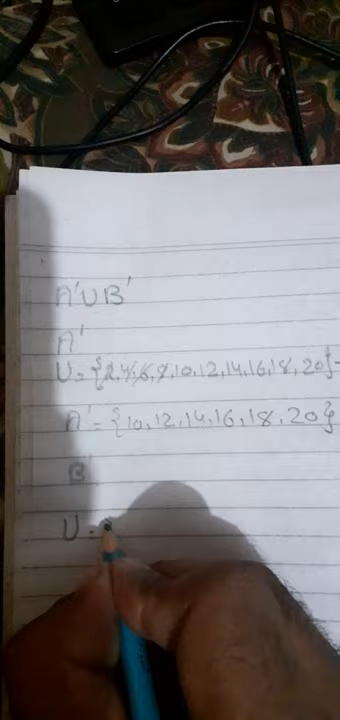 A'UB'
A'
U = {2,4,6,8,10,12,14,16,18,20}-
A' = {10,12,14,16,18,20}
B'
U =